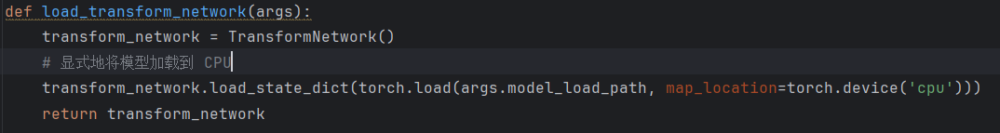 def load_transform_network(args):
    transform_network = TransformNetwork()
    # 显式地将模型加载到 CPU
    transform_network.load_state_dict(torch.load(args.model_load_path, map_location=torch.device('cpu')))
    return transform_network